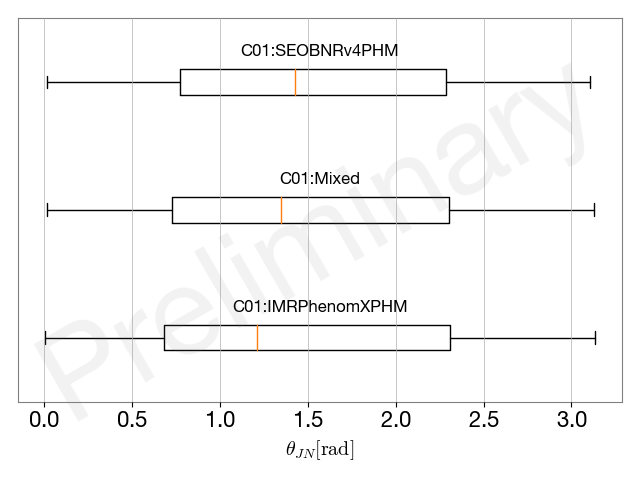 C01:SEOBNRv4PHM
C01:Mixed
C01:IMRPhenomXPHM
Preliminary
0.0 0.5 1.0 1.5 2.0 2.5 3.0
θ_JN[rad]